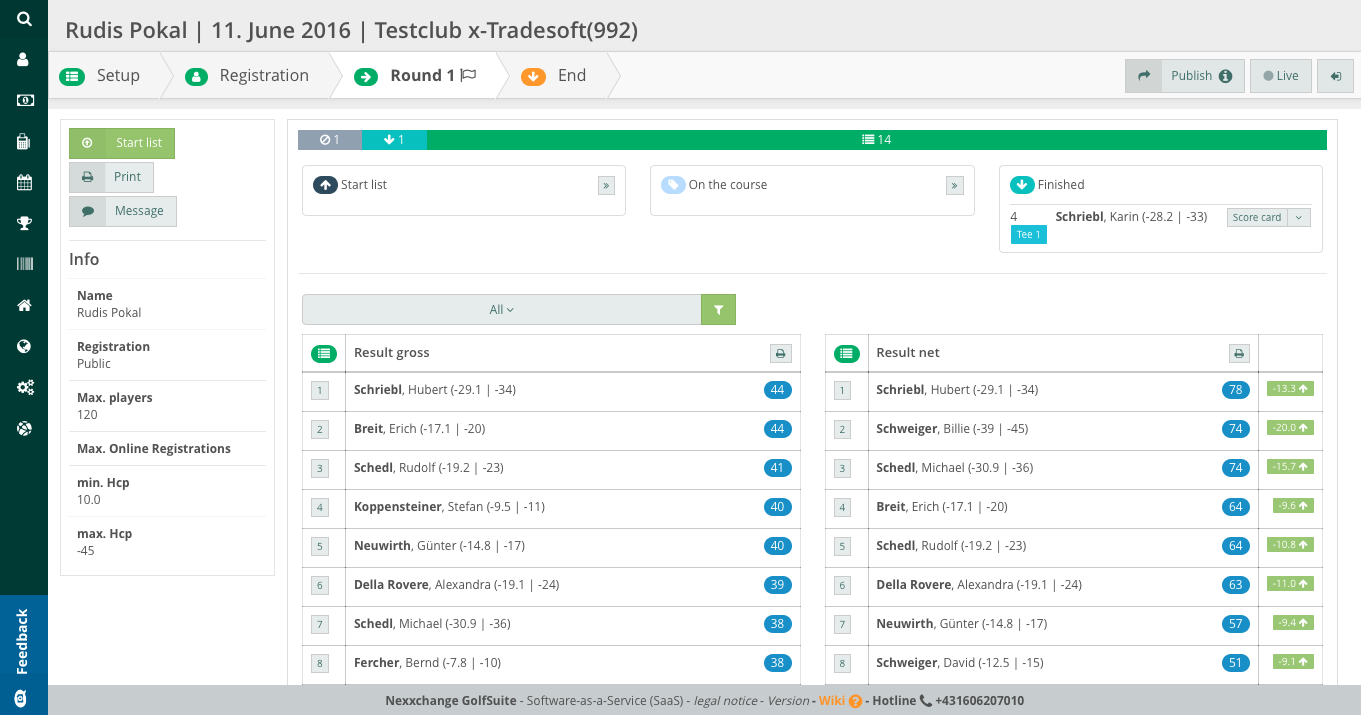 Rudis Pokal | 11. June 2016 | Testclub x-Tradesoft(992)
Setup
Registration
Round 1
End
Publish
Live
Start list
Print
Message
Info
Name
Rudis Pokal
Registration
Public
Max. players
120
Max. Online Registrations
min. Hcp
10.0
max. Hcp
-45
Feedback
1
1
14
Start list »
On the course »
Finished
4 Schriebl, Karin (-28.2 | -33) Score card
Tee 1
All
Result gross
1 Schriebl, Hubert (-29.1 | -34) 44
2 Breit, Erich (-17.1 | -20) 44
3 Schedl, Rudolf (-19.2 | -23) 41
4 Koppensteiner, Stefan (-9.5 | -11) 40
5 Neuwirth, Günter (-14.8 | -17) 40
6 Della Rovere, Alexandra (-19.1 | -24) 39
7 Schedl, Michael (-30.9 | -36) 38
8 Fercher, Bernd (-7.8 | -10) 38
Result net
1 Schriebl, Hubert (-29.1 | -34) 78 -13.3
2 Schweiger, Billie (-39 | -45) 74 -20.0
3 Schedl, Michael (-30.9 | -36) 74 -15.7
4 Breit, Erich (-17.1 | -20) 64 -9.6
5 Schedl, Rudolf (-19.2 | -23) 64 -10.8
6 Della Rovere, Alexandra (-19.1 | -24) 63 -11.0
7 Neuwirth, Günter (-14.8 | -17) 57 -9.4
8 Schweiger, David (-12.5 | -15) 51 -9.1
Nexxchange GolfSuite - Software-as-a-Service (SaaS) - legal notice - Version - Wiki - Hotline +431606207010